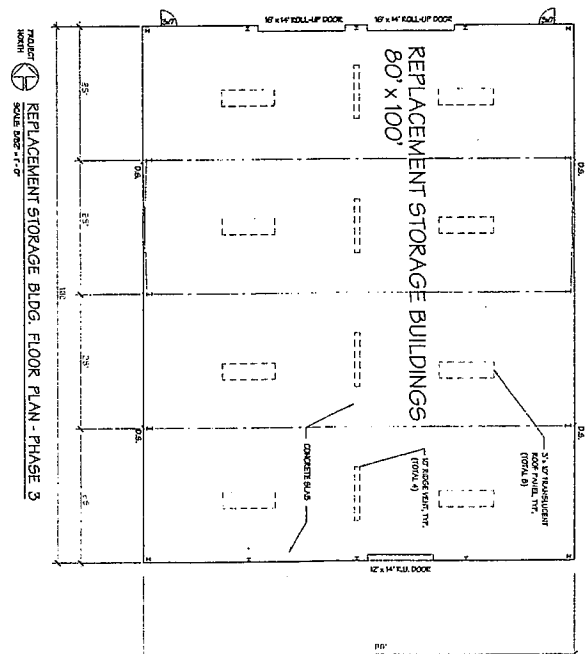 16' x 14' ROLL-UP DOOR
16' x 14' ROLL-UP DOOR
REPLACEMENT STORAGE BUILDINGS
80' x 100'
D.S.
D.S.
D.S.
D.S.
25'
25'
25'
3' x 10' TRANSLUCENT
ROOF PANEL, TYP.
(TOTAL 8)
10' RIDGE VENT, TYP.
(TOTAL 4)
CONCRETE SLAB
12' x 14' R.U. DOOR
PROJECT
NORTH
REPLACEMENT STORAGE BLDG. FLOOR PLAN - PHASE 3